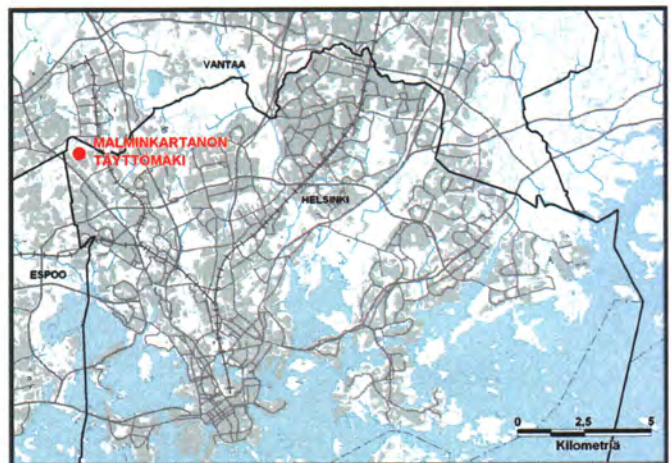 VANTAA
MALMINKARTANON
TÄYTTÖMÄKI
HELSINKI
ESPOO
0 2,5 5
Kilometriä